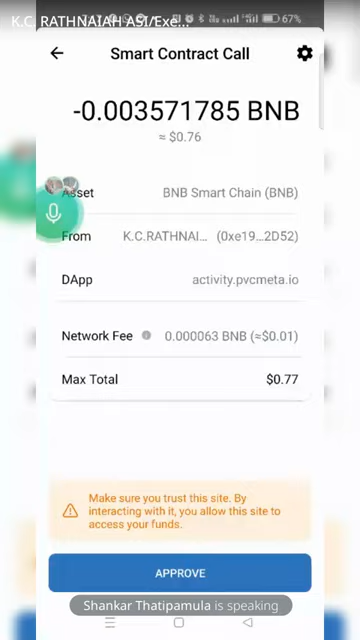 K.C. RATHNAIAH ASI/Exe...
67%
Smart Contract Call
-0.003571785 BNB
≈ $0.76
Asset BNB Smart Chain (BNB)
From K.C.RATHNAI... (0xe19...2D52)
DApp activity.pvcmeta.io
Network Fee 0.000063 BNB (≈$0.01)
Max Total $0.77
Make sure you trust this site. By
interacting with it, you allow this site to
access your funds.
APPROVE
Shankar Thatipamula is speaking